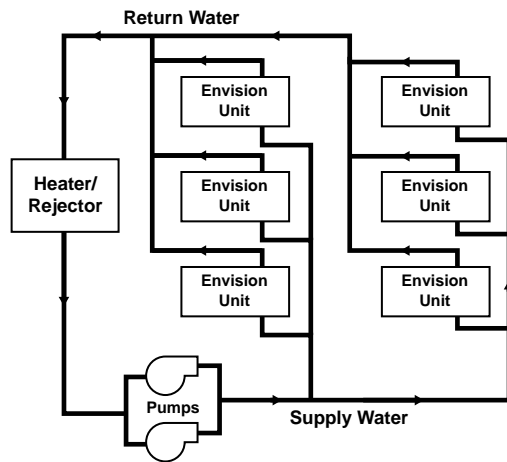 Return Water
Envision
Unit
Envision
Unit
Heater/
Rejector
Envision
Unit
Envision
Unit
Envision
Unit
Envision
Unit
Pumps
Supply Water